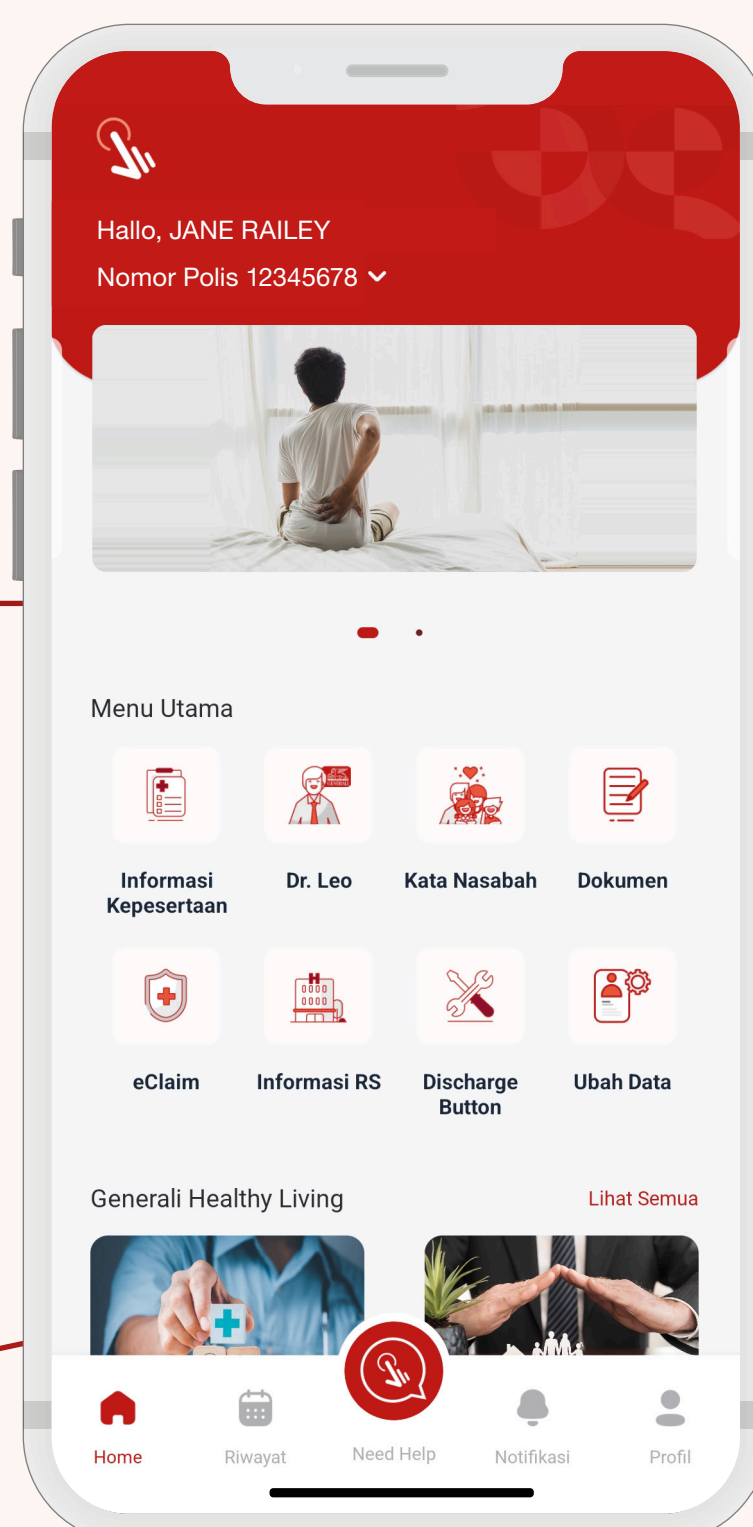 Hallo, JANE RAILEY
Nomor Polis 12345678
Menu Utama
GENERALI
Informasi
Kepesertaan
Dr. Leo
Kata Nasabah
Dokumen
eClaim
Informasi RS
Discharge
Button
Ubah Data
Generali Healthy Living
Lihat Semua
Home
Riwayat
Need Help
Notifikasi
Profil